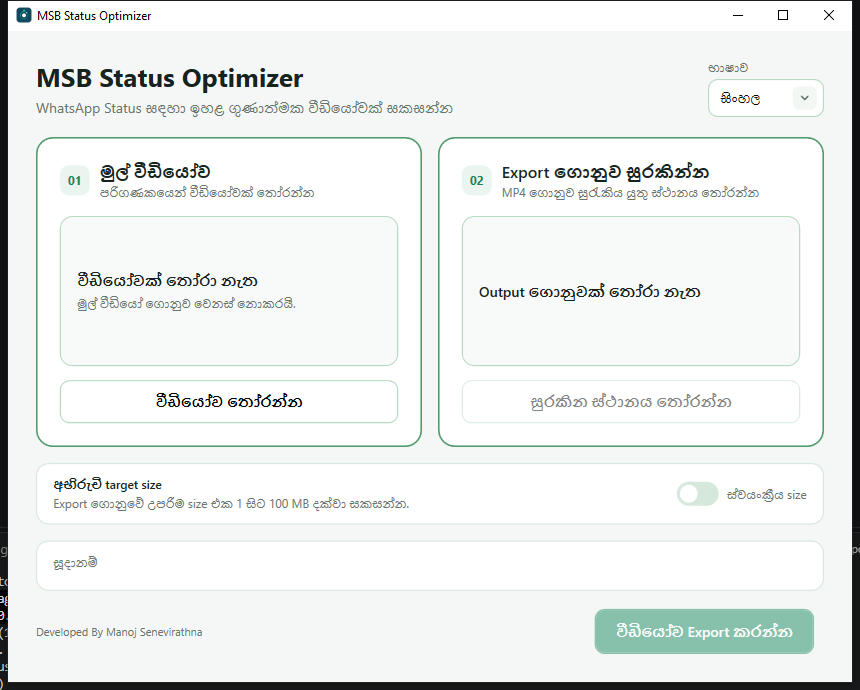 MSB Status Optimizer
MSB Status Optimizer
WhatsApp Status සඳහා ඉහළ ගුණාත්මක වීඩියෝවක් සකසන්න
භාෂාව
සිංහල
01
මුල් වීඩියෝව
පරිගණකයෙන් වීඩියෝවක් තෝරන්න
වීඩියෝවක් තෝරා නැත
මුල් වීඩියෝ ගොනුව වෙනස් නොකරයි.
වීඩියෝව තෝරන්න
02
Export ගොනුව සුරකින්න
MP4 ගොනුව සුරැකිය යුතු ස්ථානය තෝරන්න
Output ගොනුවක් තෝරා නැත
සුරකින ස්ථානය තෝරන්න
අභිරුචි target size
Export ගොනුවේ උපරිම size එක 1 සිට 100 MB දක්වා සකසන්න.
ස්වයංක්‍රීය size
සූදානම්
Developed By Manoj Senevirathna
වීඩියෝව Export කරන්න